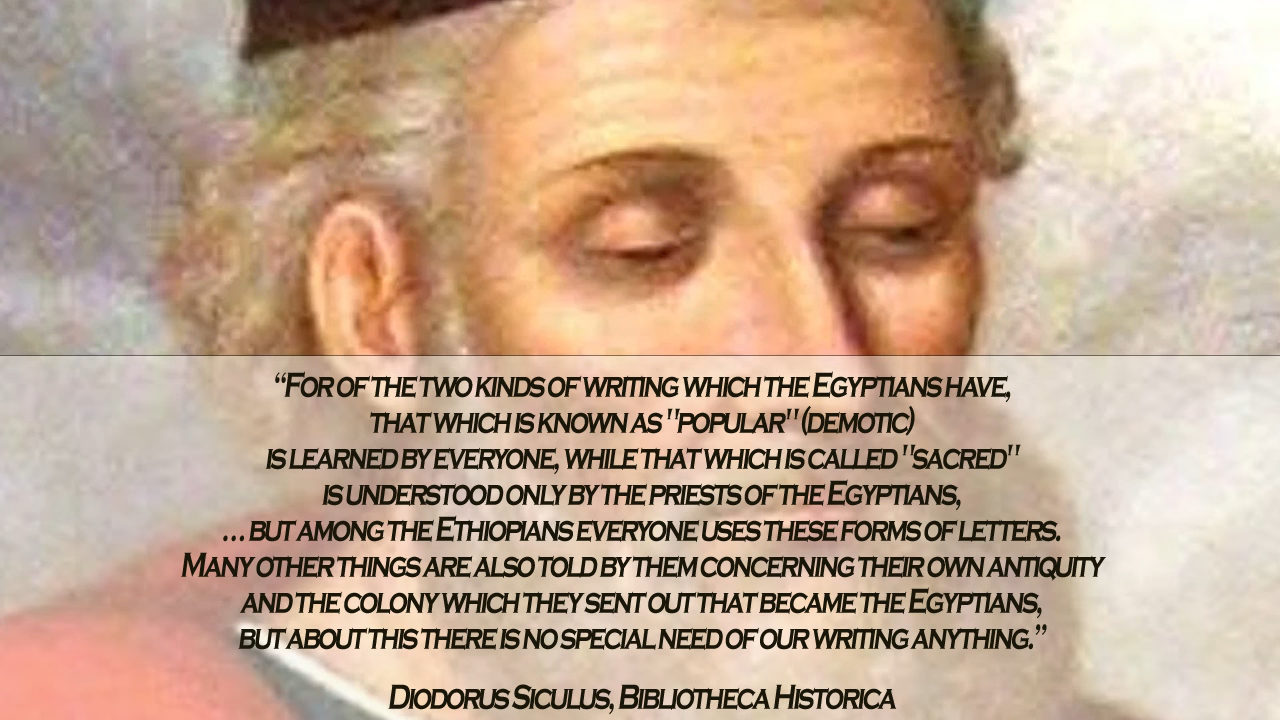 “For of the two kinds of writing which the Egyptians have,
that which is known as "popular" (demotic)
is learned by everyone, while that which is called "sacred"
is understood only by the priests of the Egyptians,
... but among the Ethiopians everyone uses these forms of letters.
Many other things are also told by them concerning their own antiquity
and the colony which they sent out that became the Egyptians,
but about this there is no special need of our writing anything.”
Diodorus Siculus, Bibliotheca Historica